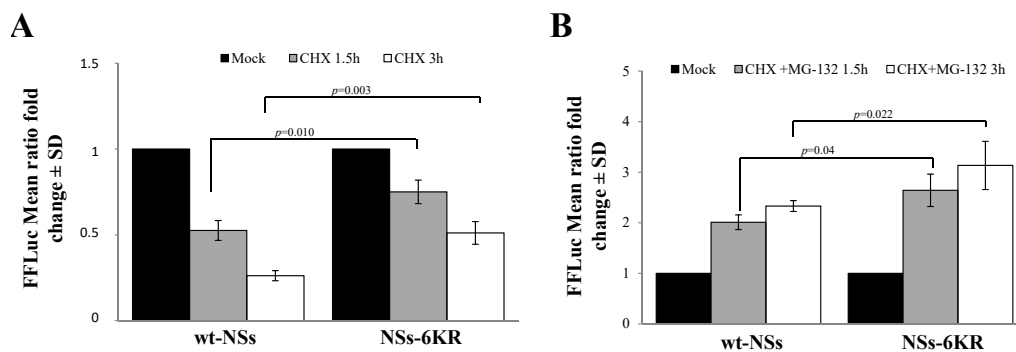 A
Mock CHX 1.5h CHX 3h
FFLuc Mean ratio fold
change ± SD
1.5
1
0.5
0
p=0.003
p=0.010
wt-NSs NSs-6KR
B
Mock CHX +MG-132 1.5h CHX+MG-132 3h
FFLuc Mean ratio fold
change ± SD
5
4
3
2
1
0
p=0.022
p=0.04
wt-NSs NSs-6KR